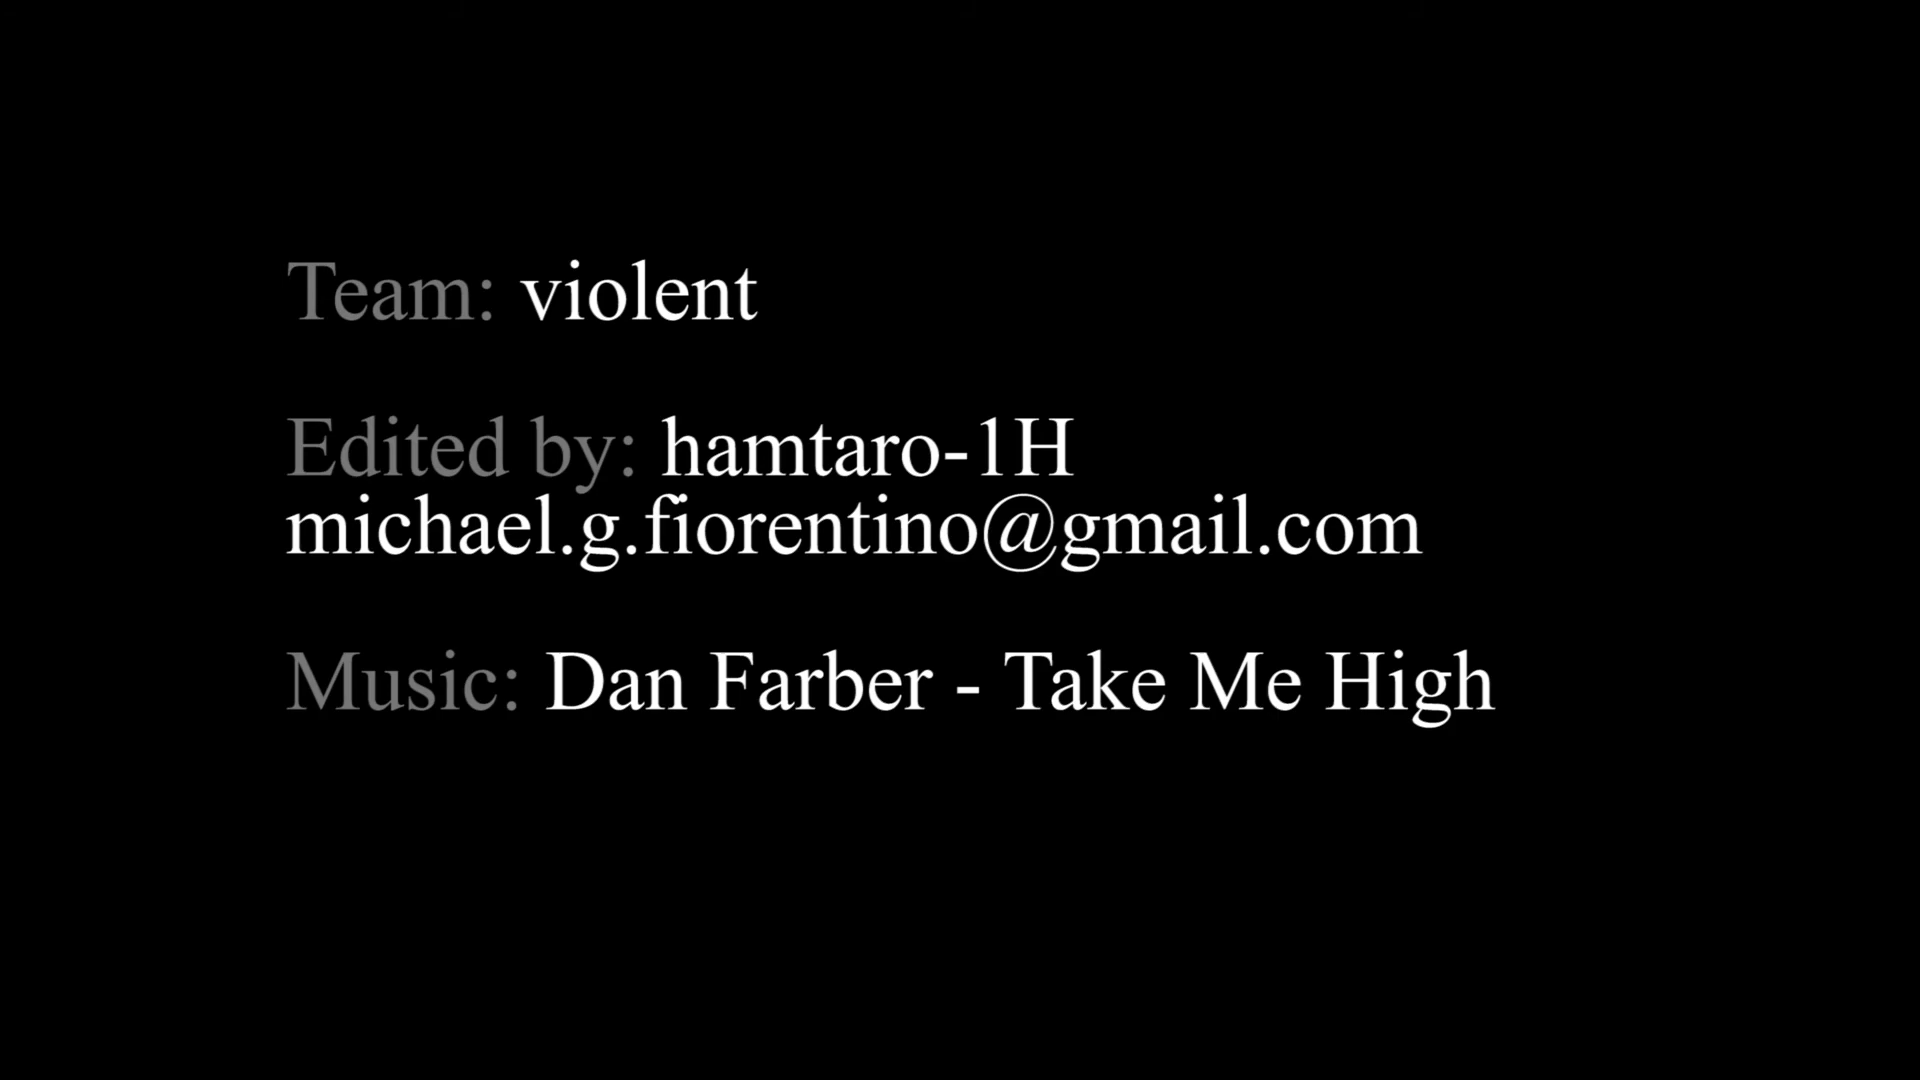 Team: violent
Edited by: hamtaro-1H
michael.g.fiorentino@gmail.com
Music: Dan Farber - Take Me High